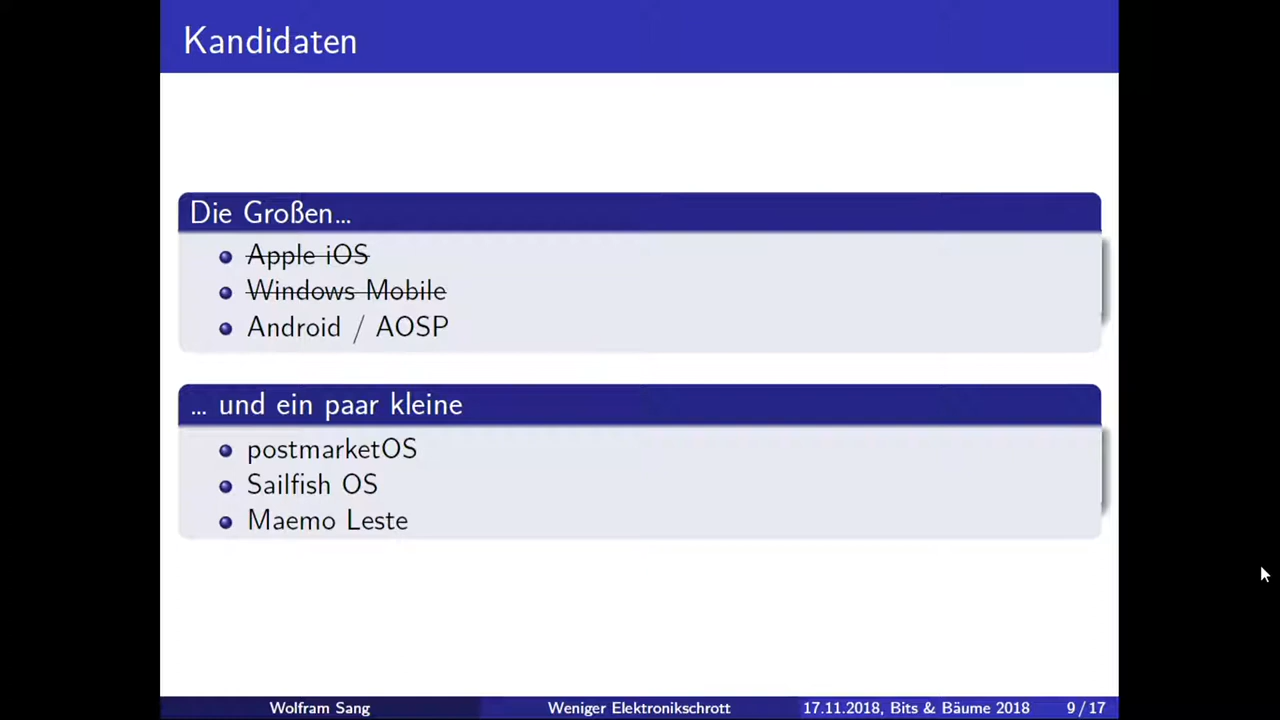 Kandidaten
Die Großen...
Apple iOS
Windows Mobile
Android / AOSP
... und ein paar kleine
postmarketOS
Sailfish OS
Maemo Leste
Wolfram Sang
Weniger Elektronikschrott
17.11.2018, Bits & Bäume 2018
9 / 17